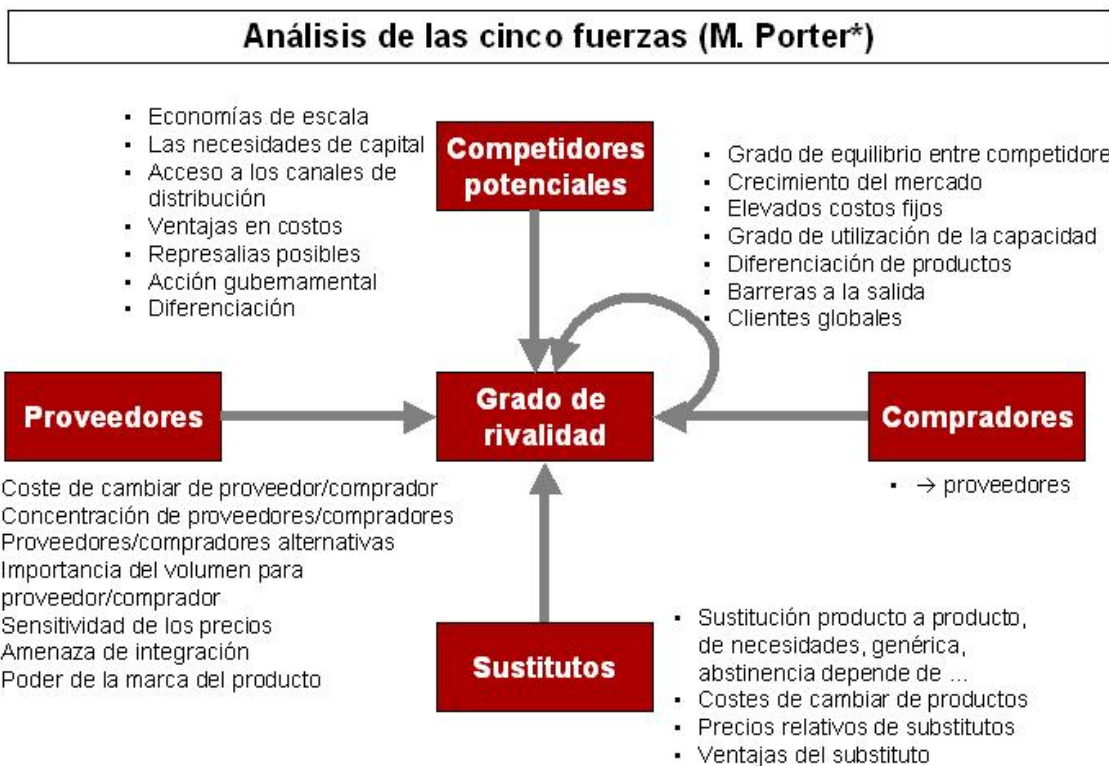 Análisis de las cinco fuerzas (M. Porter*)
▪ Economías de escala
▪ Las necesidades de capital
▪ Acceso a los canales de
distribución
▪ Ventajas en costos
▪ Represalias posibles
▪ Acción gubernamental
▪ Diferenciación
Competidores
potenciales
▪ Grado de equilibrio entre competidore
▪ Crecimiento del mercado
▪ Elevados costos fijos
▪ Grado de utilización de la capacidad
▪ Diferenciación de productos
▪ Barreras a la salida
▪ Clientes globales
Proveedores
Grado de
rivalidad
Compradores
Coste de cambiar de proveedor/comprador
Concentración de proveedores/compradores
Proveedores/compradores alternativas
Importancia del volumen para
proveedor/comprador
Sensitividad de los precios
Amenaza de integración
Poder de la marca del producto
▪ → proveedores
Sustitutos
▪ Sustitución producto a producto,
de necesidades, genérica,
abstinencia depende de ...
▪ Costes de cambiar de productos
▪ Precios relativos de substitutos
▪ Ventajas del substituto